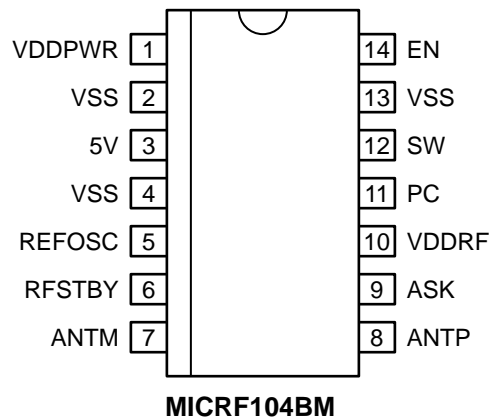 VDDPWR 1 14 EN
VSS 2 13 VSS
5V 3 12 SW
VSS 4 11 PC
REFOSC 5 10 VDDRF
RFSTBY 6 9 ASK
ANTM 7 8 ANTP
MICRF104BM